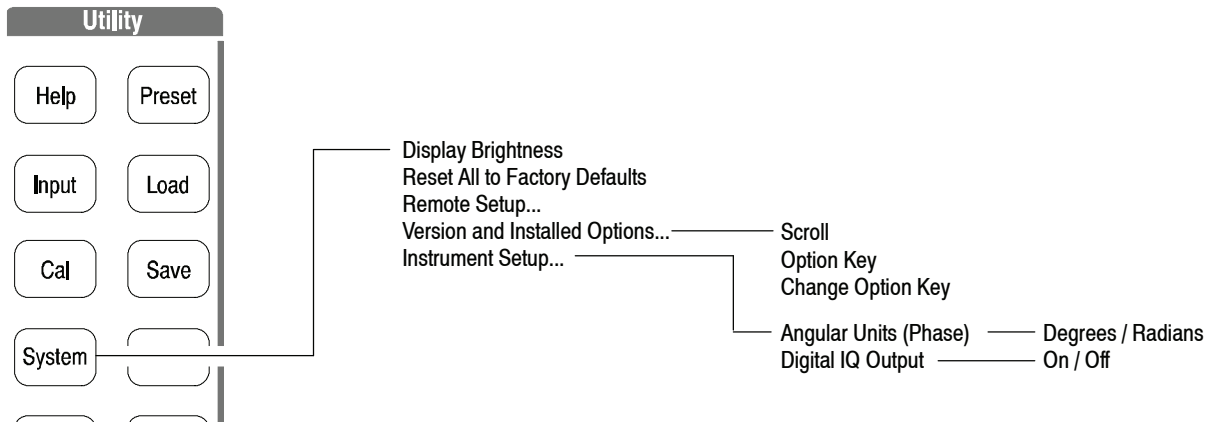 Utility
Help
Preset
Input
Load
Cal
Save
System
Display Brightness
Reset All to Factory Defaults
Remote Setup...
Version and Installed Options...
Instrument Setup...
Scroll
Option Key
Change Option Key
Angular Units (Phase)
Degrees / Radians
Digital IQ Output
On / Off